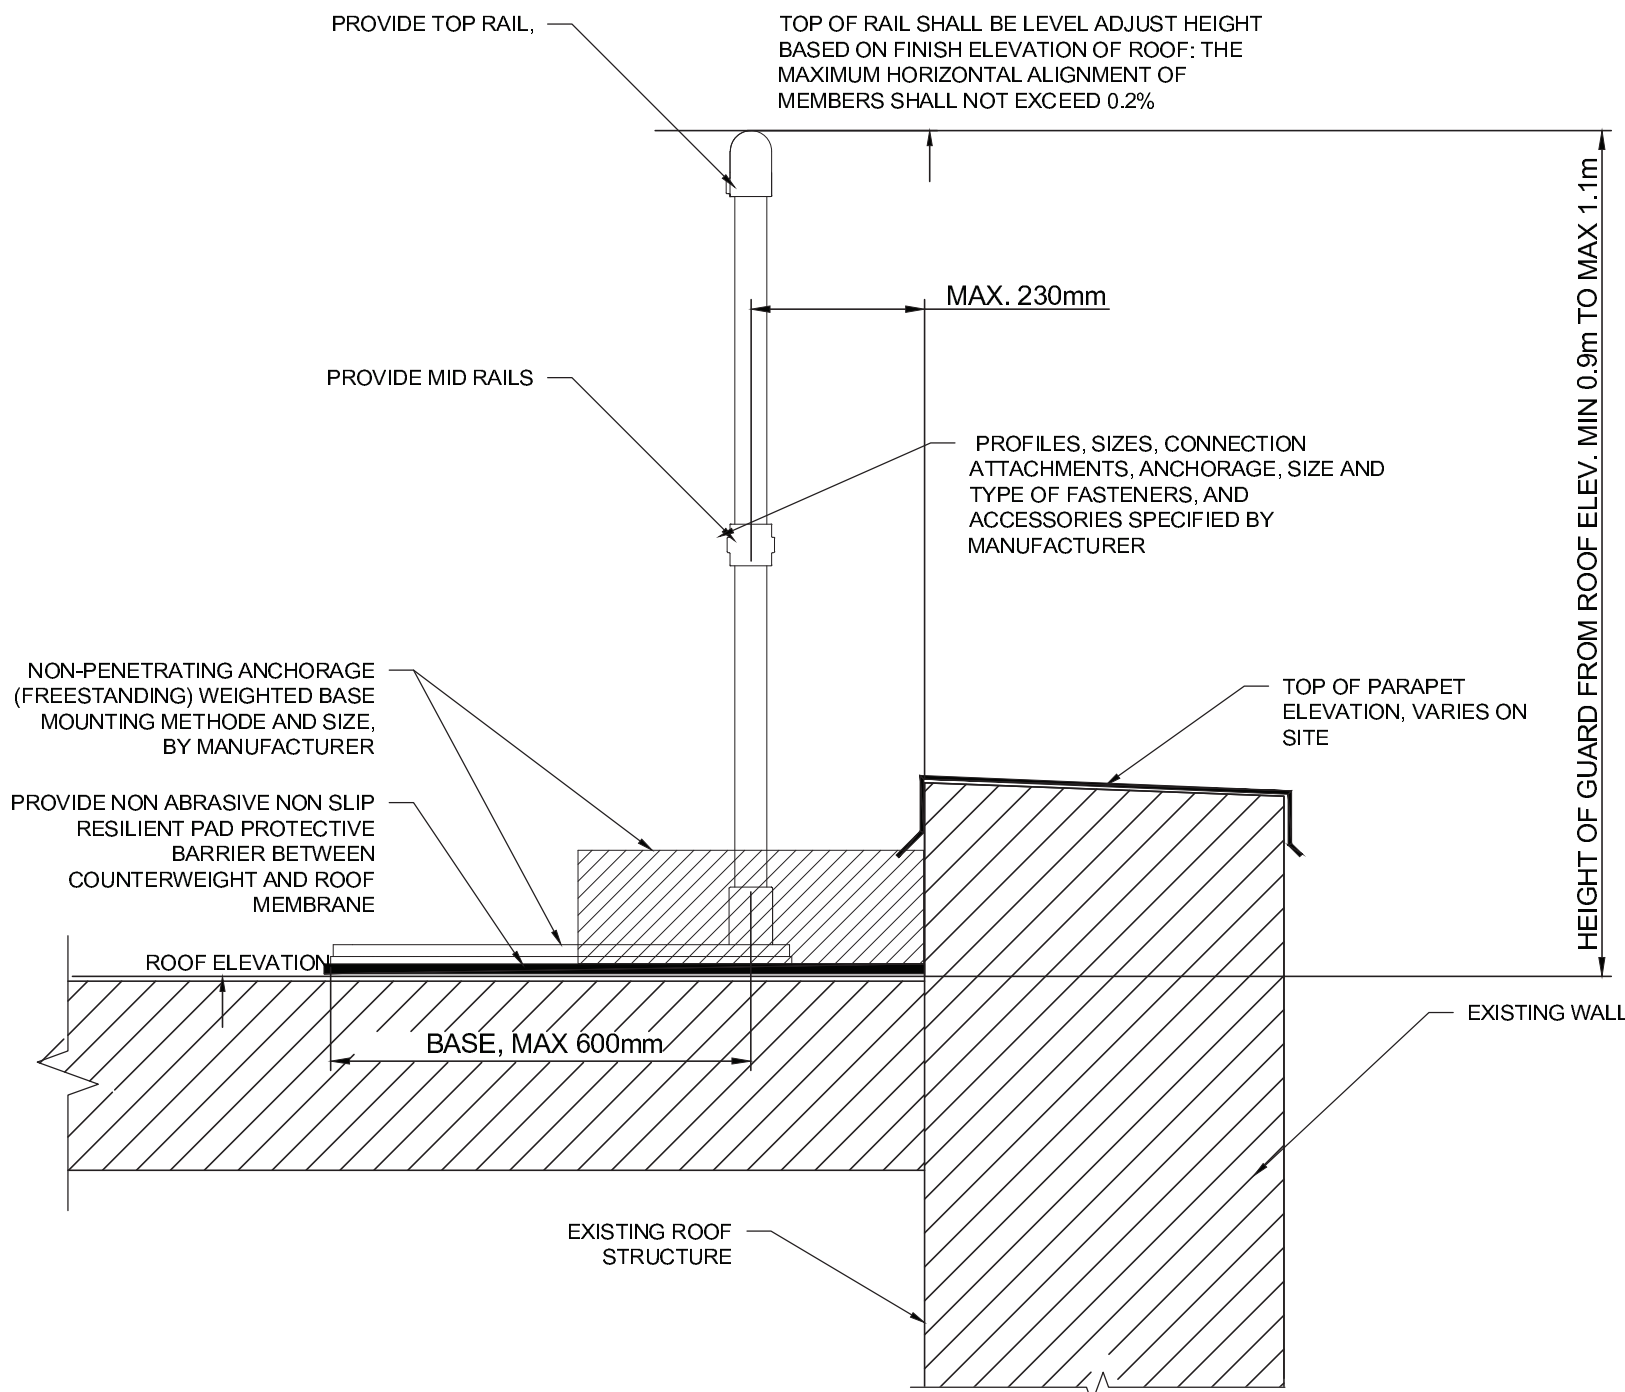 PROVIDE TOP RAIL,
TOP OF RAIL SHALL BE LEVEL ADJUST HEIGHT
BASED ON FINISH ELEVATION OF ROOF: THE
MAXIMUM HORIZONTAL ALIGNMENT OF
MEMBERS SHALL NOT EXCEED 0.2%
HEIGHT OF GUARD FROM ROOF ELEV. MIN 0.9m TO MAX 1.1m
MAX. 230mm
PROVIDE MID RAILS
PROFILES, SIZES, CONNECTION
ATTACHMENTS, ANCHORAGE, SIZE AND
TYPE OF FASTENERS, AND
ACCESSORIES SPECIFIED BY
MANUFACTURER
NON-PENETRATING ANCHORAGE
(FREESTANDING) WEIGHTED BASE
MOUNTING METHODE AND SIZE,
BY MANUFACTURER
TOP OF PARAPET
ELEVATION, VARIES ON
SITE
PROVIDE NON ABRASIVE NON SLIP
RESILIENT PAD PROTECTIVE
BARRIER BETWEEN
COUNTERWEIGHT AND ROOF
MEMBRANE
ROOF ELEVATION
BASE, MAX 600mm
EXISTING WALL
EXISTING ROOF
STRUCTURE